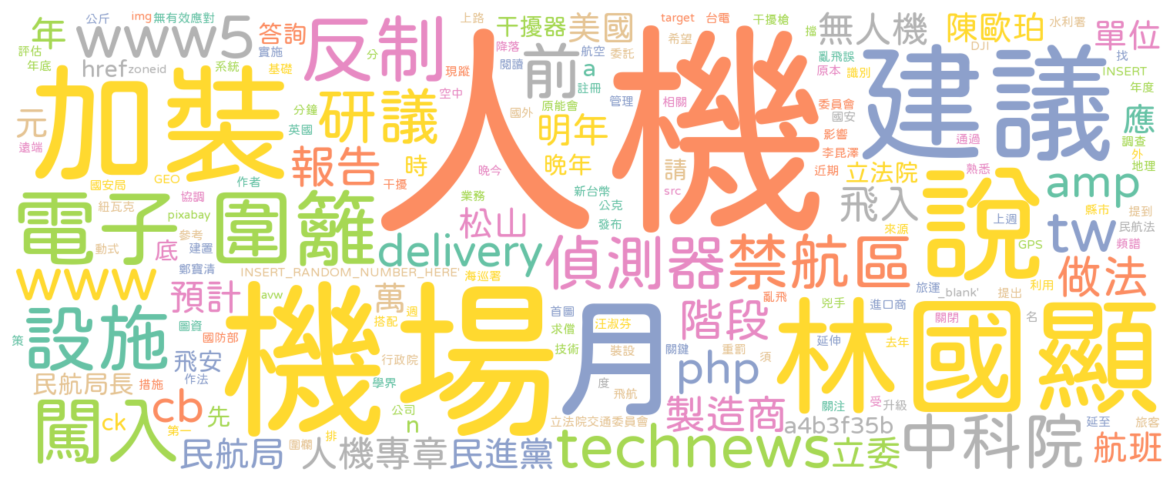 公斤 img 無有效應對 年 www5 反制 答詢 干擾器 美國 上路 target 台電 干擾槍 無人機 陳歐珀 水利署 單位
評估 年底 href zoneid 實施 系統 分 降落 閱讀 航空 委託 希望 前 a 註冊 擋 亂飛誤 原本 識別 DJI 找 INSERT
加裝 人機 建議
元 遠端 分鐘 基礎 現蹤 空中 原能會 國外 管理 相關 委員會 國安 影響 通過 年度 應
研議 英國 明年 李昆澤 近期 調查 外 地理
報告 時 晚年 晚今 請 立法院 熟悉
國安局 GEO 作者 干擾 業務 新台幣 src 公克 發布 飛入 說 amp
電子圍籬 紐瓦克 協調 pixabay 松山 來源 上週 縣市 提到 民航法
動式 底 參考 建置 delivery 偵測器 禁航區 GPS tw 頻譜
www 鄭寶清 INSERT_RANDOM_NUMBER_HERE' 海巡署 旅運 _blank' 利用 做法
預計 avw 週 萬 搭配 首圖 亂飛 兇手 進口商 提出
設施 圖資 機場 月 求償 汪淑芬 階段 林國顯
策 國防部 技術 裝設 關鍵 重罰 延伸 關閉 名
飛安 行政院 度 須 去年
民航局長 措施 作法 學界 飛航 php 關注 受 升級
闖入 ck cb 先 公司 n 立法院交通委員會 製造商 a4b3f35b 延至 旅客
第一 圍欄 排
民航局 人機專章 民進黨 technews 立委 中科院 航班